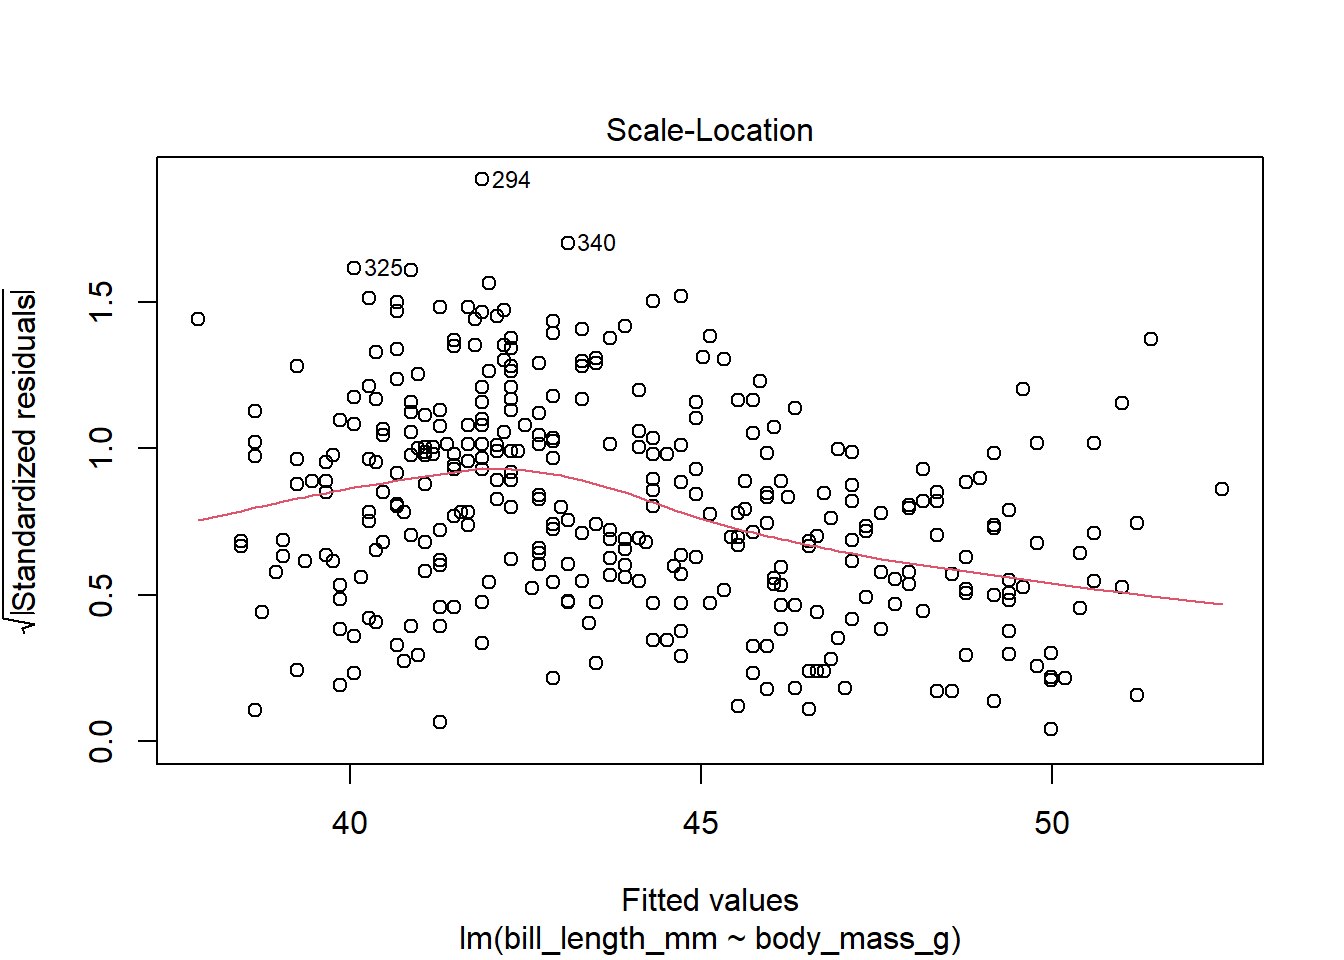 Scale-Location
294
340
325
√|Standardized residuals|
1.5
1.0
0.5
0.0
40 45 50
Fitted values
lm(bill_length_mm ~ body_mass_g)